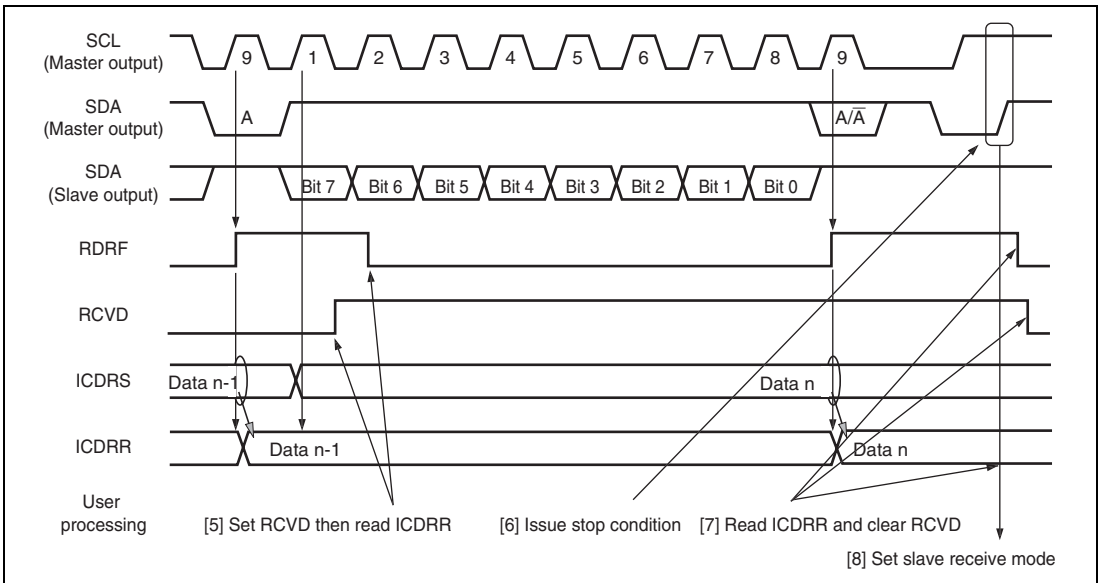 SCL
(Master output)
9 1 2 3 4 5 6 7 8 9
SDA
(Master output)
A A/A̅
SDA
(Slave output)
Bit 7 Bit 6 Bit 5 Bit 4 Bit 3 Bit 2 Bit 1 Bit 0
RDRF
RCVD
ICDRS
Data n-1 Data n
ICDRR
Data n-1 Data n
User
processing
[5] Set RCVD then read ICDRR [6] Issue stop condition [7] Read ICDRR and clear RCVD
[8] Set slave receive mode